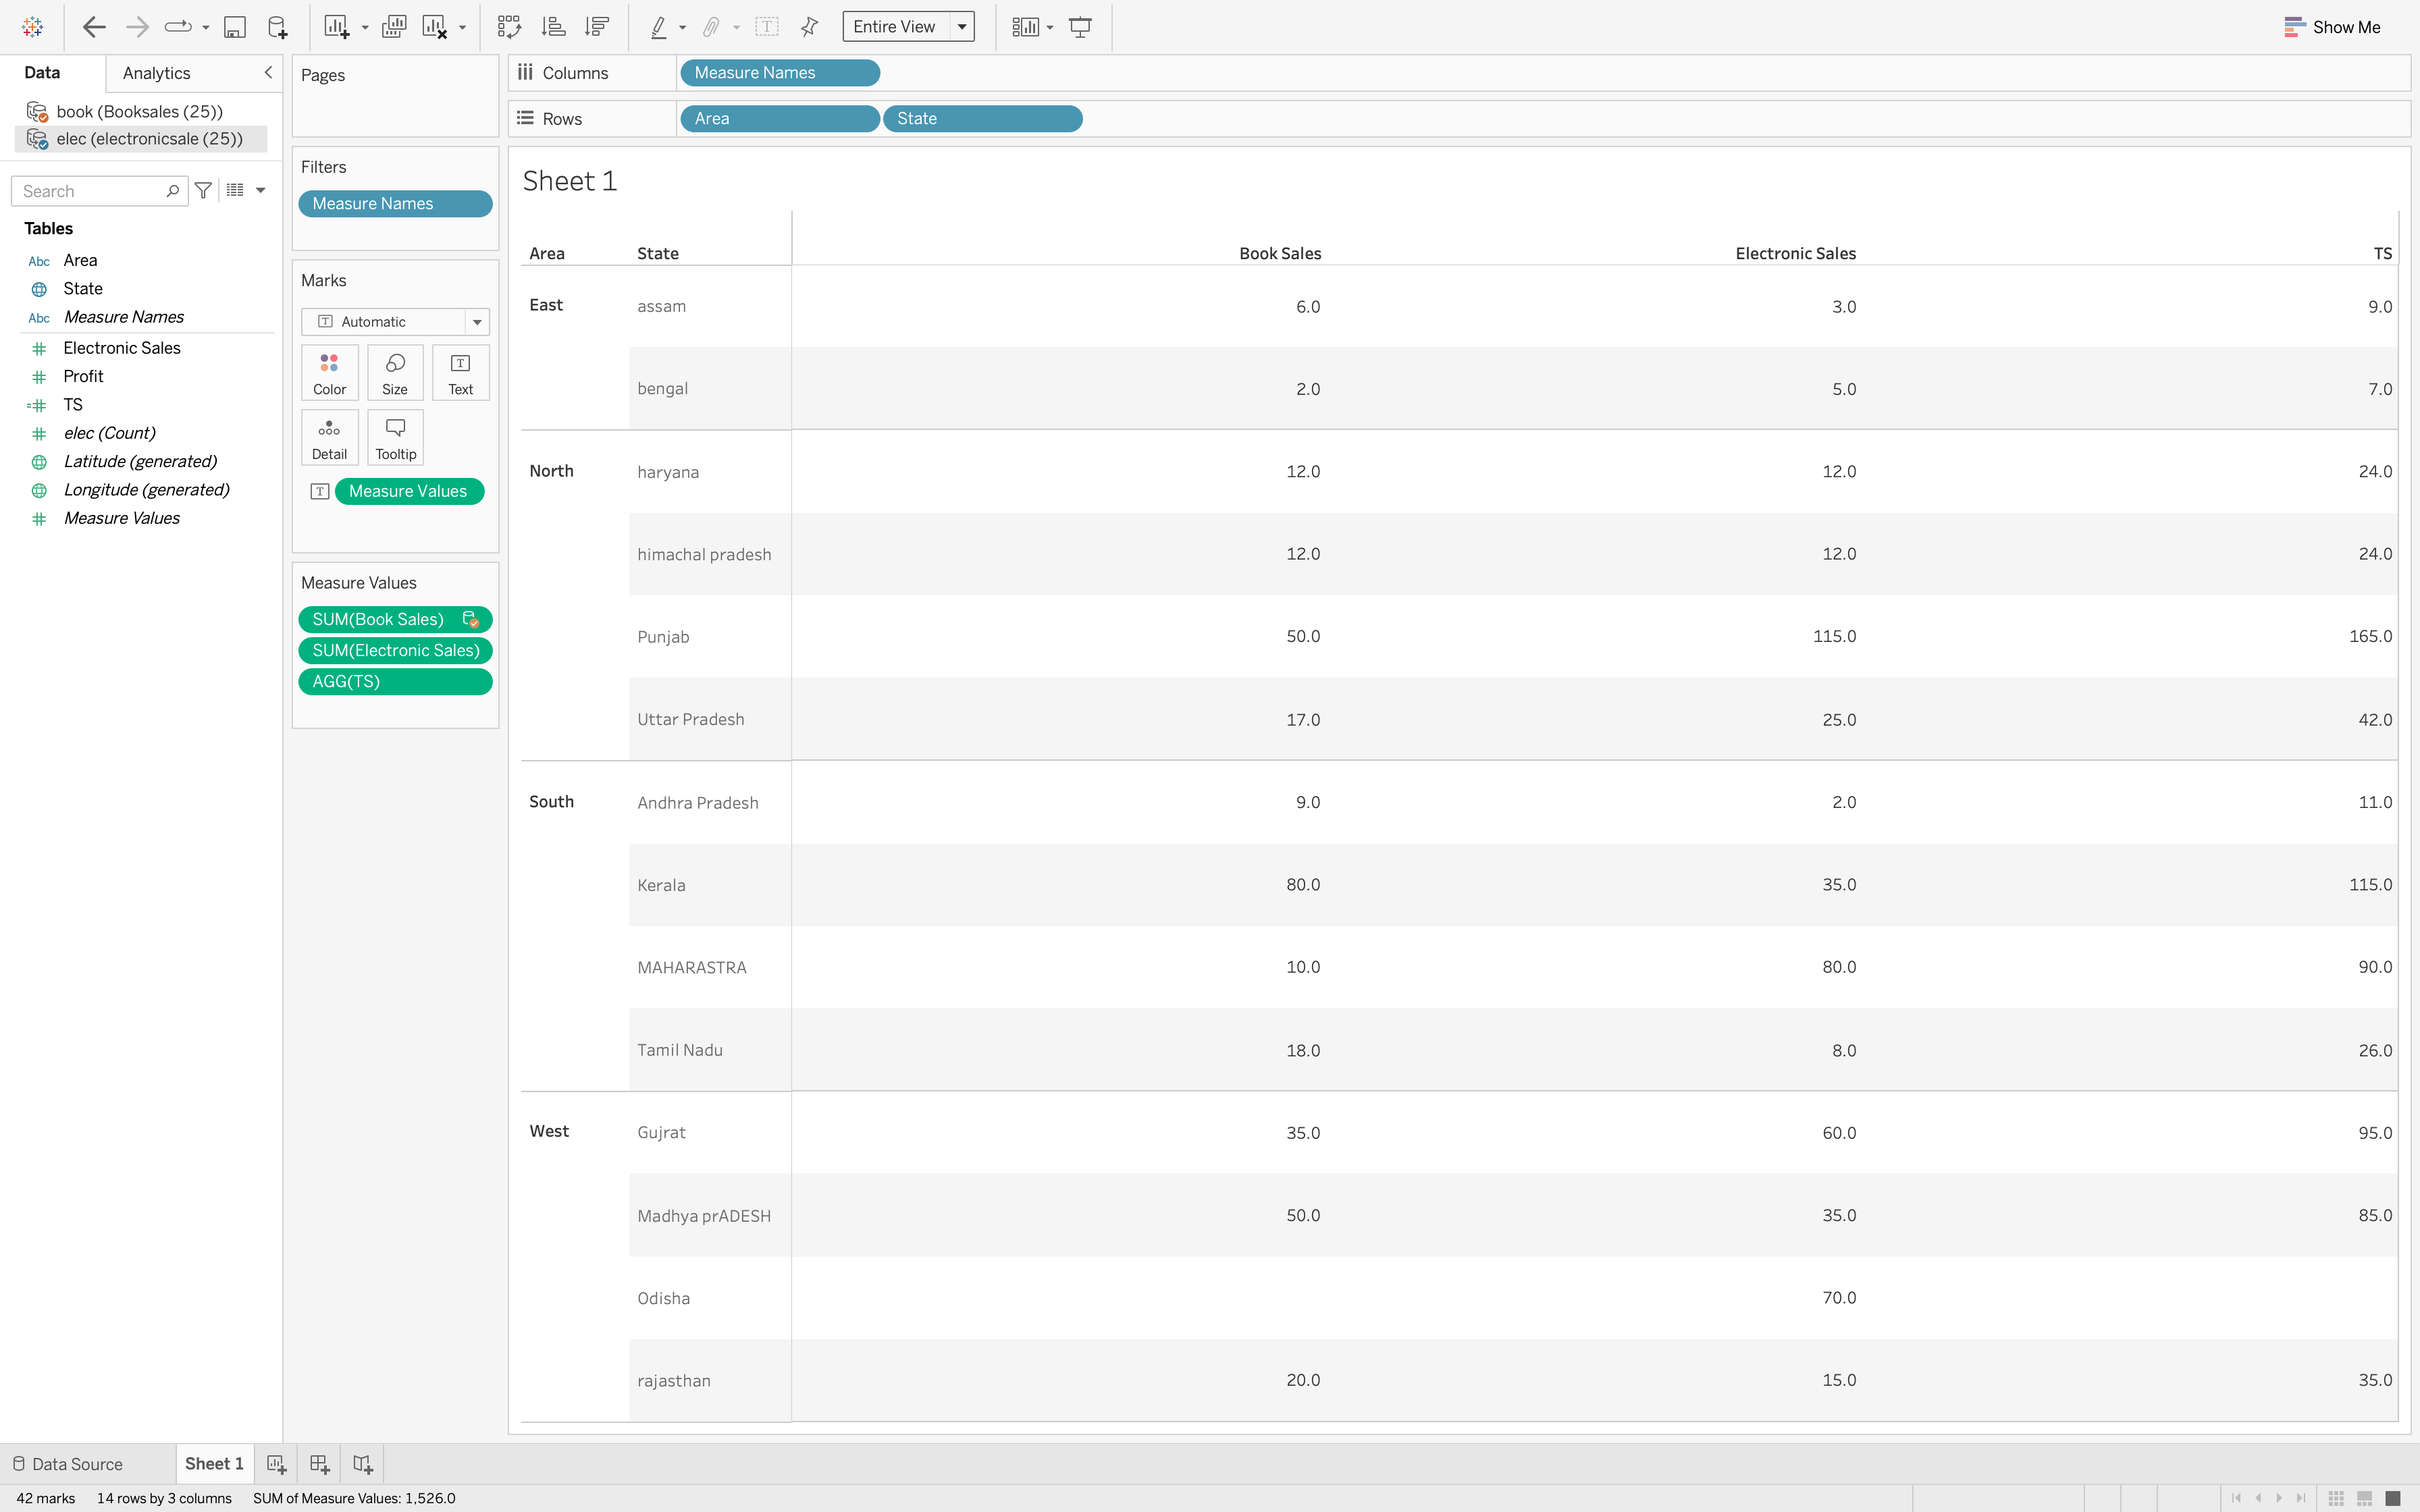 Entire View
Show Me
Data
Analytics
book (Booksales (25))
elec (electronicsale (25))
Search
Tables
Abc Area
State
Abc Measure Names
Electronic Sales
Profit
TS
elec (Count)
Latitude (generated)
Longitude (generated)
Measure Values
Pages
Filters
Measure Names
Marks
Automatic
Color Size Text
Detail Tooltip
Measure Values
Measure Values
SUM(Book Sales)
SUM(Electronic Sales)
AGG(TS)
Columns Measure Names
Rows Area State
Sheet 1
Area State Book Sales Electronic Sales TS
East assam 6.0 3.0 9.0
bengal 2.0 5.0 7.0
North haryana 12.0 12.0 24.0
himachal pradesh 12.0 12.0 24.0
Punjab 50.0 115.0 165.0
Uttar Pradesh 17.0 25.0 42.0
South Andhra Pradesh 9.0 2.0 11.0
Kerala 80.0 35.0 115.0
MAHARASTRA 10.0 80.0 90.0
Tamil Nadu 18.0 8.0 26.0
West Gujrat 35.0 60.0 95.0
Madhya prADESH 50.0 35.0 85.0
Odisha 70.0
rajasthan 20.0 15.0 35.0
Data Source Sheet 1
42 marks 14 rows by 3 columns SUM of Measure Values: 1,526.0